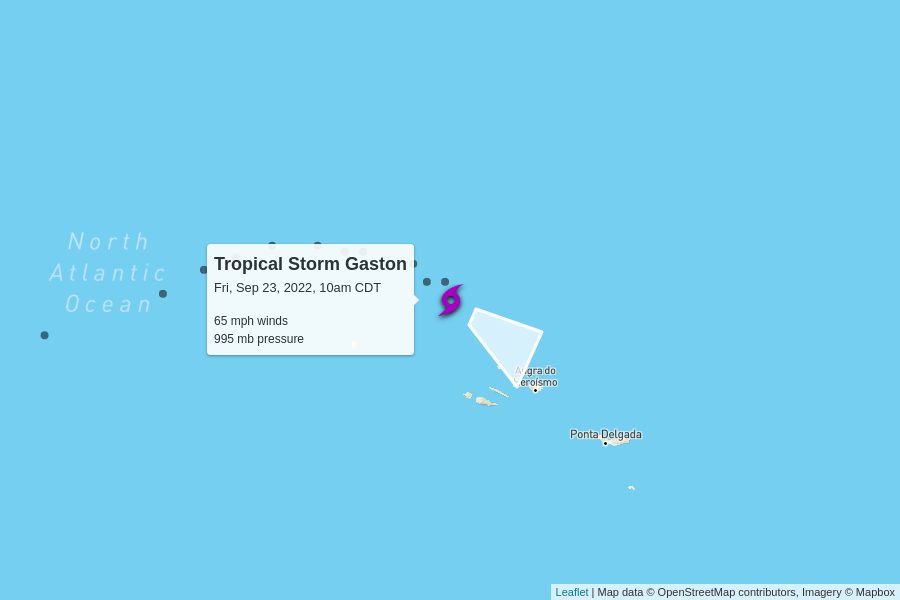 North
Atlantic
Ocean
Tropical Storm Gaston
Fri, Sep 23, 2022, 10am CDT
65 mph winds
995 mb pressure
Angra do
Heroísmo
Ponta Delgada
Leaflet | Map data © OpenStreetMap contributors, Imagery © Mapbox